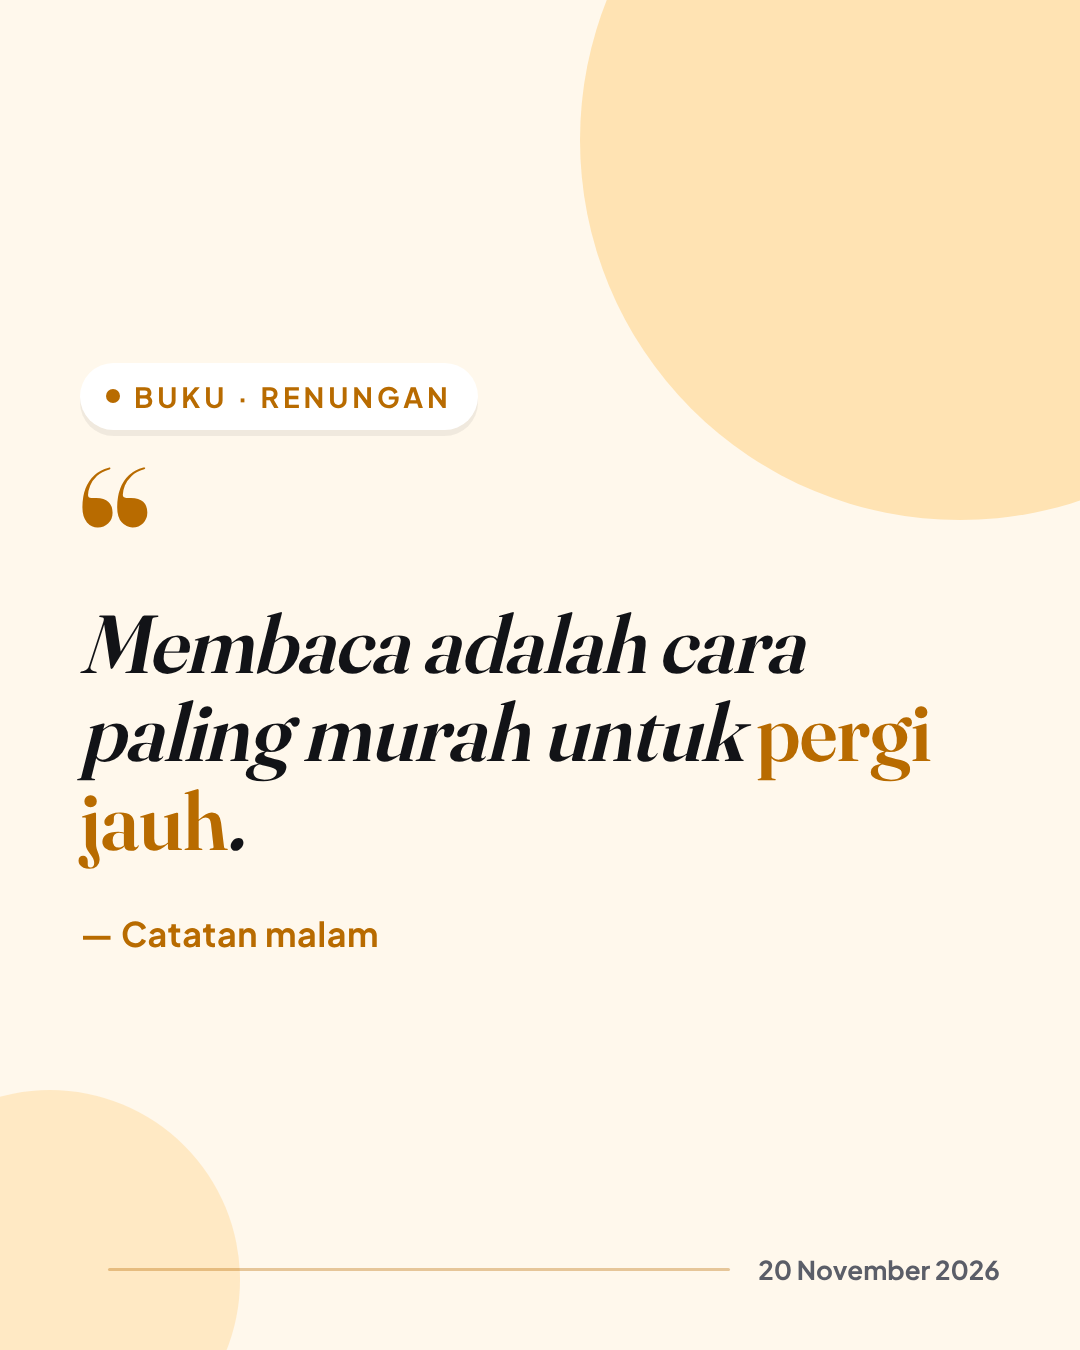 BUKU · RENUNGAN
“
Membaca adalah cara
paling murah untuk pergi
jauh.
— Catatan malam
20 November 2026